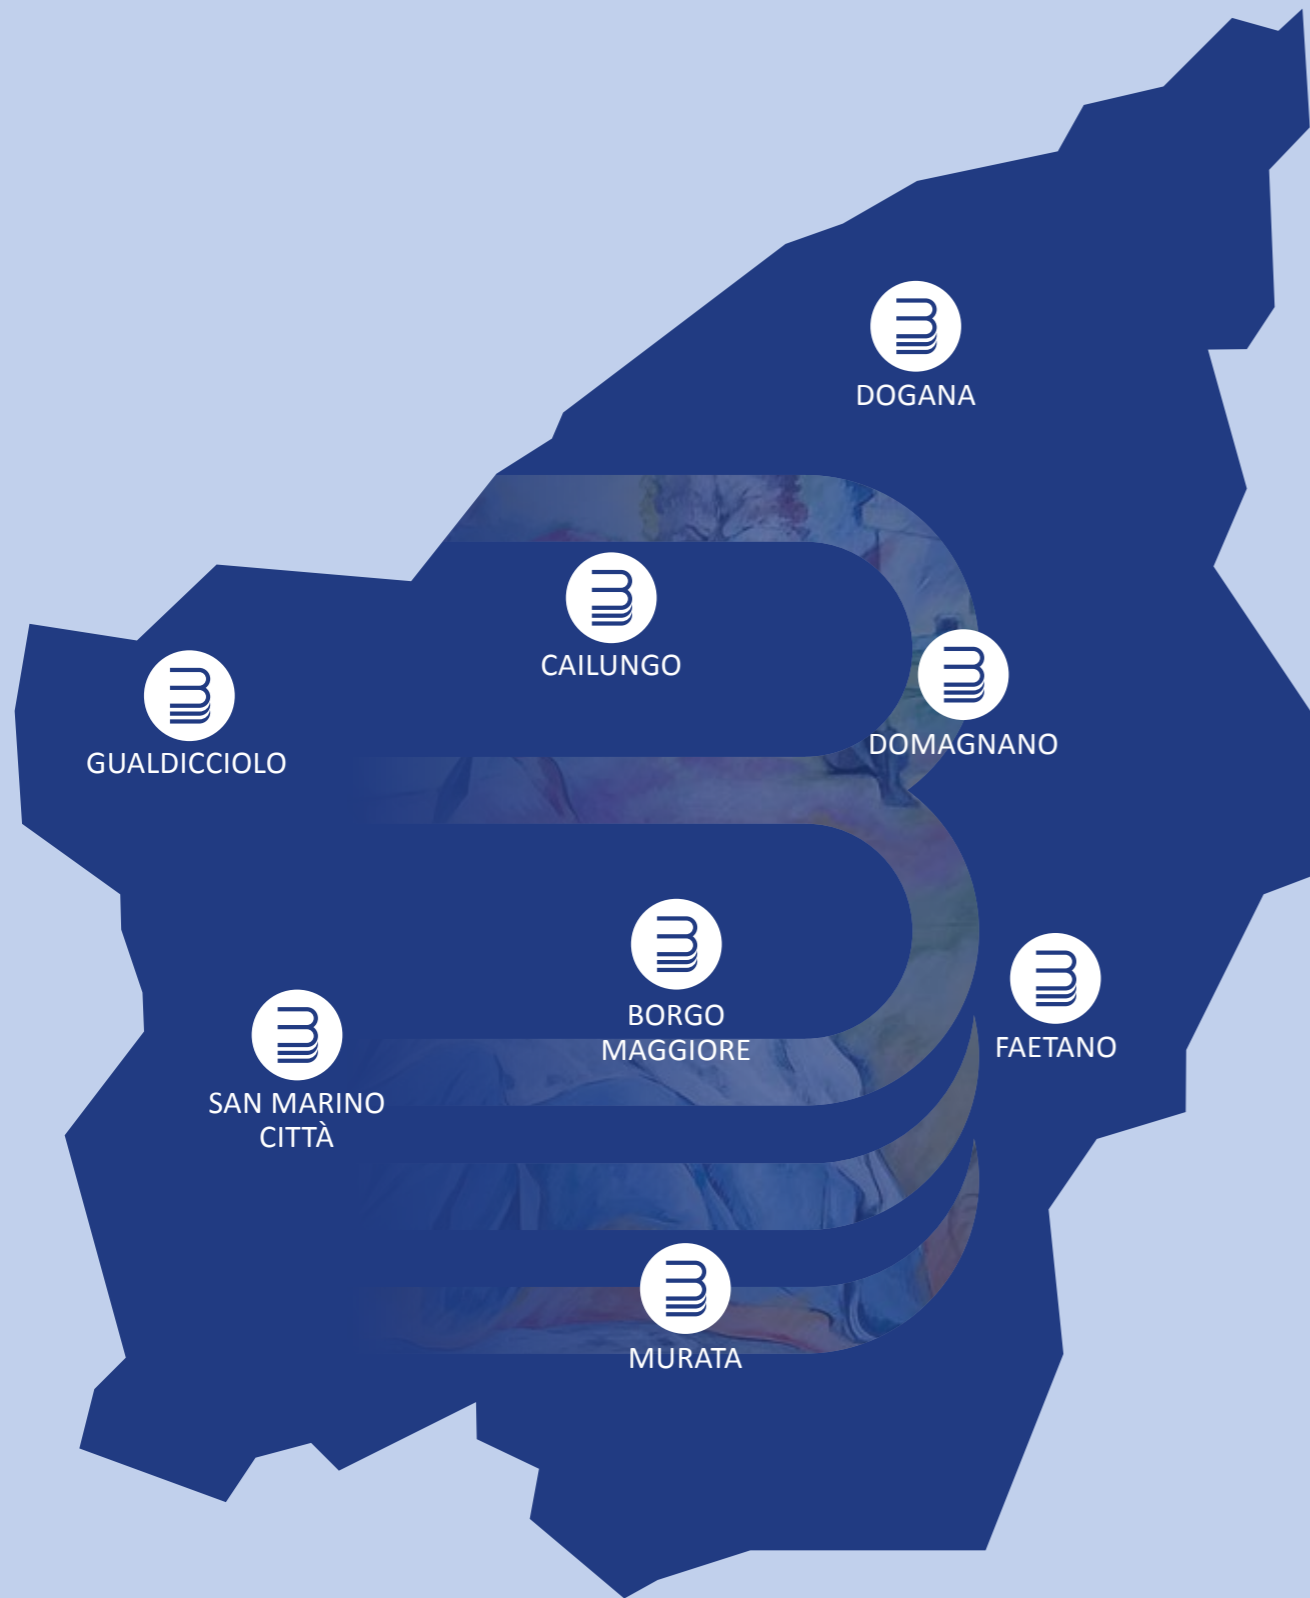 DOGANA
CAILUNGO
DOMAGNANO
GUALDICCIOLO
BORGO
MAGGIORE
FAETANO
SAN MARINO
CITTÀ
MURATA